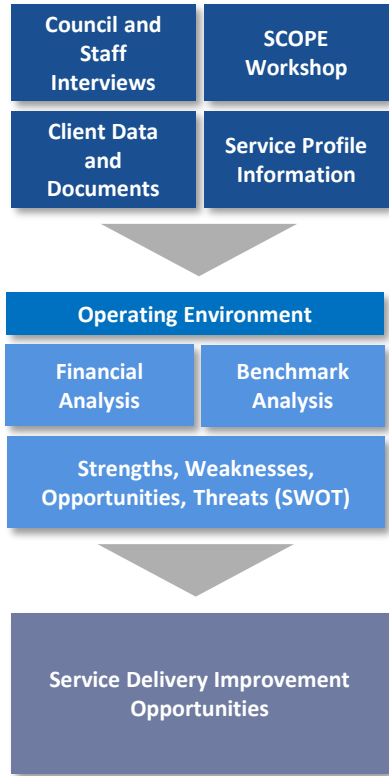 Council and
Staff
Interviews
SCOPE
Workshop
Client Data
and
Documents
Service Profile
Information
Operating Environment
Financial
Analysis
Benchmark
Analysis
Strengths, Weaknesses,
Opportunities, Threats (SWOT)
Service Delivery Improvement
Opportunities